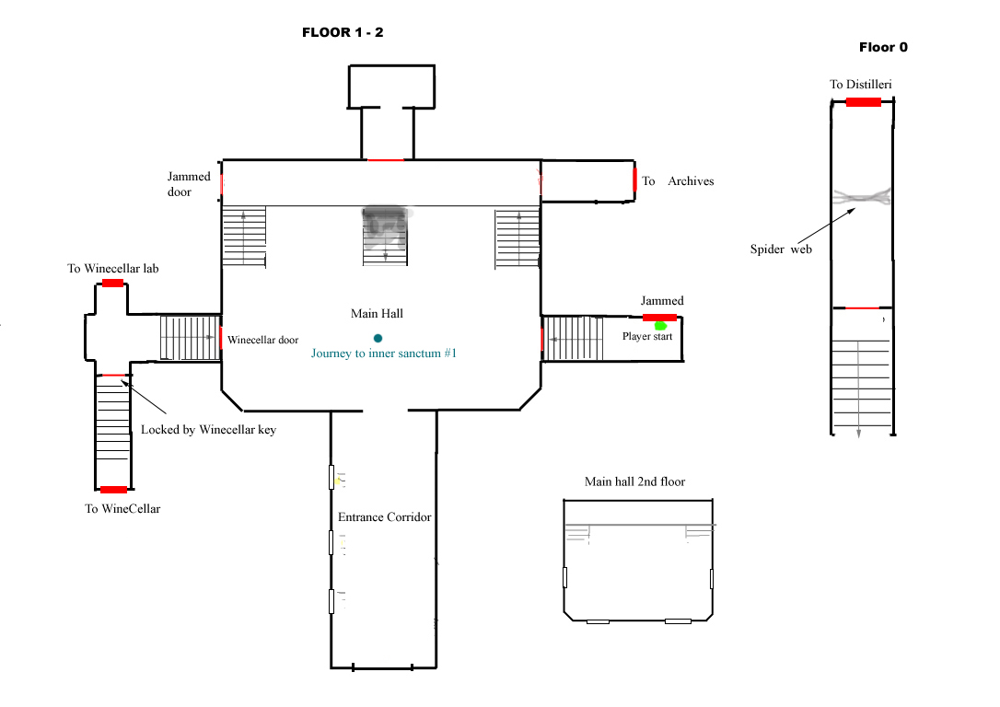 FLOOR 1 - 2
Floor 0
To Distilleri
Jammed
door
To Archives
Spider web
To Winecellar lab
Jammed
Main Hall
Player start
Winecellar door
Journey to inner sanctum #1
Locked by Winecellar key
Main hall 2nd floor
To WineCellar
Entrance Corridor